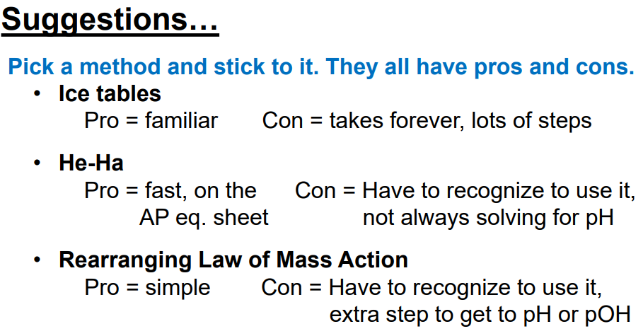 Suggestions…
Pick a method and stick to it. They all have pros and cons.
• Ice tables
Pro = familiar Con = takes forever, lots of steps
• He-Ha
Pro = fast, on the Con = Have to recognize to use it,
AP eq. sheet not always solving for pH
• Rearranging Law of Mass Action
Pro = simple Con = Have to recognize to use it,
extra step to get to pH or pOH